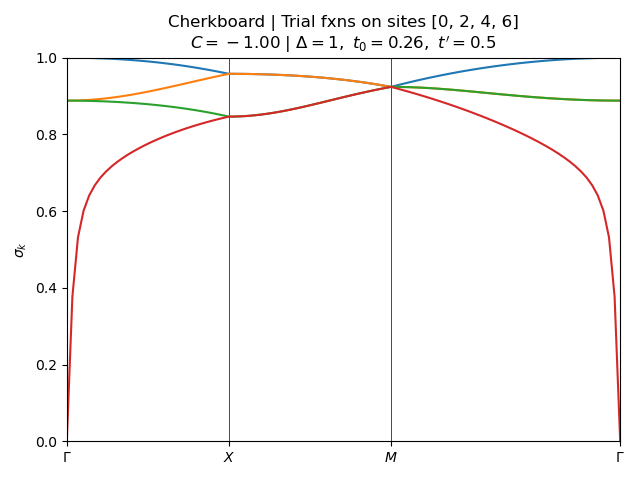 Cherkboard | Trial fxns on sites [0, 2, 4, 6]
C = −1.00 | Δ = 1, t₀ = 0.26, t′ = 0.5
1.0
0.8
0.6
0.4
0.2
0.0
σₖ
Γ X M Γ